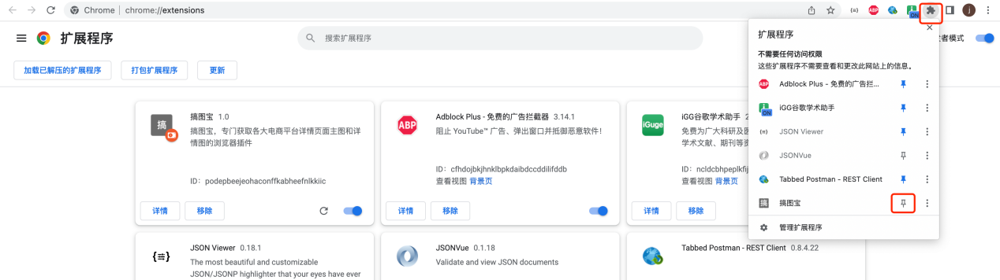 Chrome | chrome://extensions
ABP
ON
j
扩展程序
搜索扩展程序
者模式
加载已解压的扩展程序
打包扩展程序
更新
扩展程序
不需要任何访问权限
这些扩展程序不需要查看和更改此网站上的信息。
ABP Adblock Plus - 免费的广告拦...
ON iGG谷歌学术助手
JSON Viewer
JSONVue
Tabbed Postman - REST Client
搞 搞图宝
管理扩展程序
搞
搞图宝 1.0
搞图宝，专门获取各大电商平台详情页面主图和详
情图的浏览器插件
ID：podepbeejeohaconffkabheefnlkkiic
详情
移除
ABP
Adblock Plus - 免费的广告拦截器 3.14.1
阻止 YouTube™ 广告、弹出窗口并抵御恶意软件！
ID：cfhdojbkjhnklbpkdaibdccddilifddb
查看视图 背景页
详情
移除
iGuge
iGG谷歌学术助手 2
免费为广大科研及医
学术文献、期刊等资
ID：ncldcbhpeplkfij
查看视图 背景页
详情
移除
JSON Viewer 0.18.1
The most beautiful and customizable
JSON/JSONP highlighter that your eyes have ever
JSONVue 0.1.18
Validate and view JSON documents
Tabbed Postman - REST Client 0.8.4.22